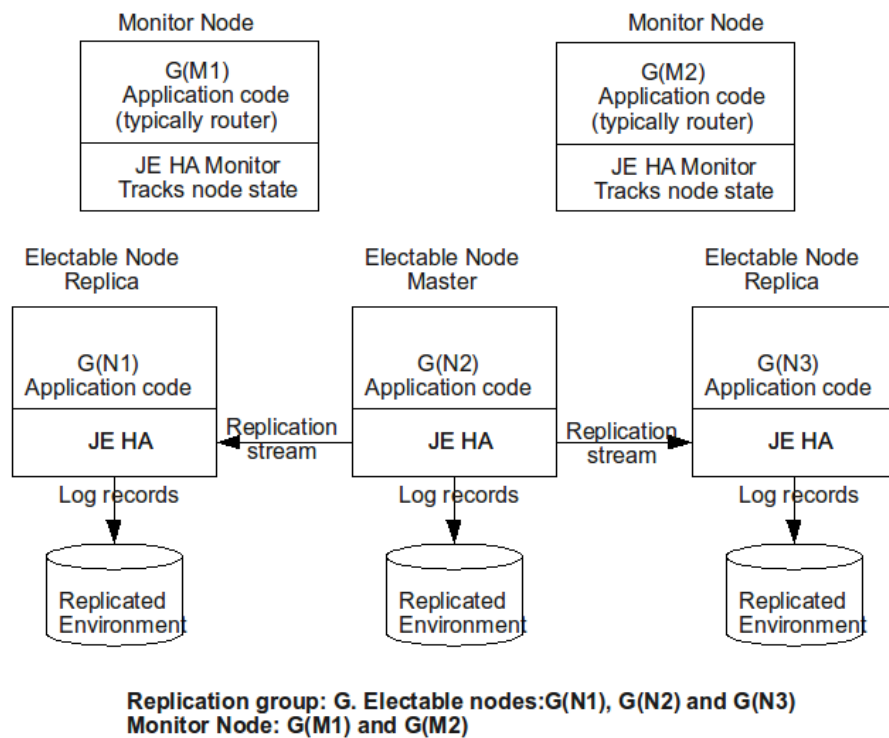 Monitor Node
Monitor Node
G(M1)
Application code
(typically router)
G(M2)
Application code
(typically router)
JE HA Monitor
Tracks node state
JE HA Monitor
Tracks node state
Electable Node
Replica
Electable Node
Master
Electable Node
Replica
G(N1)
Application code
G(N2)
Application code
G(N3)
Application code
JE HA
Replication
stream
JE HA
Replication
stream
JE HA
Log records
Log records
Log records
Replicated
Environment
Replicated
Environment
Replicated
Environment
Replication group: G. Electable nodes:G(N1), G(N2) and G(N3)
Monitor Node: G(M1) and G(M2)